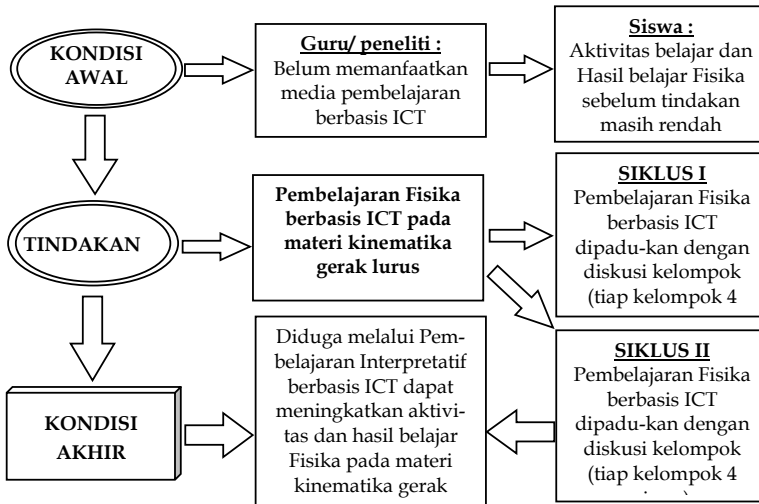 KONDISI
AWAL
Guru/ peneliti :
Belum memanfaatkan
media pembelajaran
berbasis ICT
Siswa :
Aktivitas belajar dan
Hasil belajar Fisika
sebelum tindakan
masih rendah
TINDAKAN
Pembelajaran Fisika
berbasis ICT pada
materi kinematika
gerak lurus
SIKLUS I
Pembelajaran Fisika
berbasis ICT
dipadu-kan dengan
diskusi kelompok
(tiap kelompok 4
KONDISI
AKHIR
Diduga melalui Pem-
belajaran Interpretatif
berbasis ICT dapat
meningkatkan aktivi-
tas dan hasil belajar
Fisika pada materi
kinematika gerak
SIKLUS II
Pembelajaran Fisika
berbasis ICT
dipadu-kan dengan
diskusi kelompok
(tiap kelompok 4